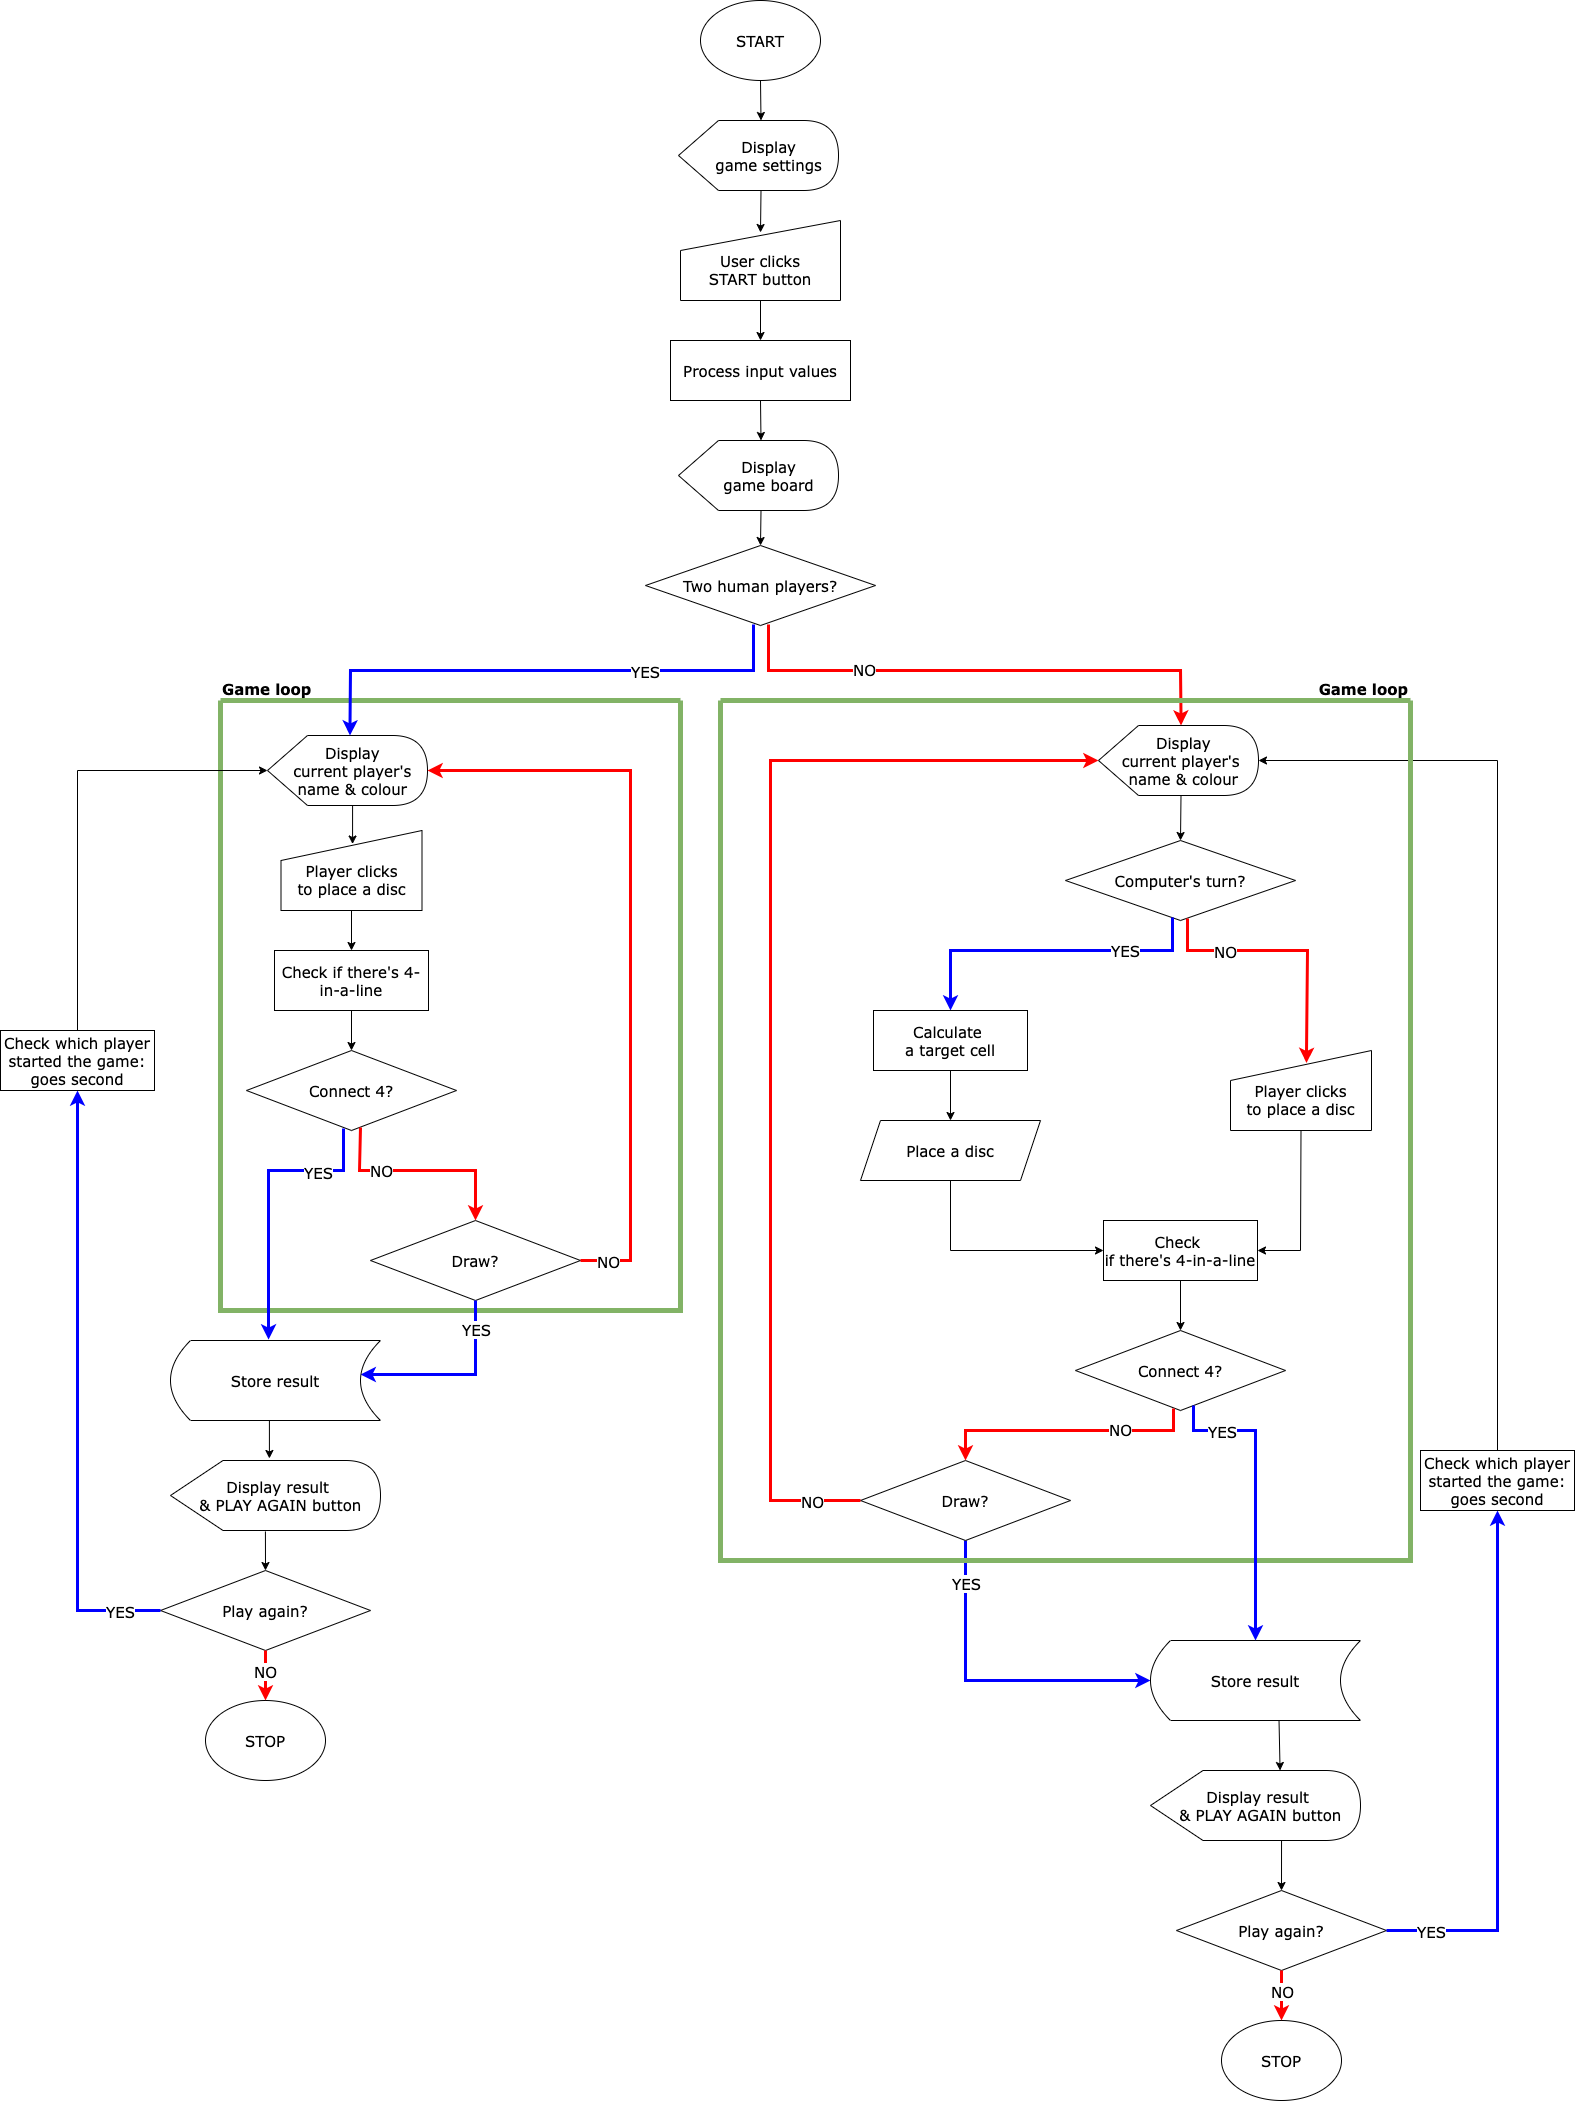 START
Display
game settings
User clicks
START button
Process input values
Display
game board
Two human players?
YES
NO
Game loop
Display
current player's
name & colour
Player clicks
to place a disc
Check if there's 4-
in-a-line
Check which player
started the game:
goes second
Connect 4?
YES
NO
Draw?
NO
YES
Store result
Display result
& PLAY AGAIN button
Play again?
YES
NO
STOP
Game loop
Display
current player's
name & colour
Computer's turn?
YES
NO
Calculate
a target cell
Player clicks
to place a disc
Place a disc
Check
if there's 4-in-a-line
Connect 4?
NO
YES
Draw?
NO
YES
Check which player
started the game:
goes second
Store result
Display result
& PLAY AGAIN button
Play again?
YES
NO
STOP